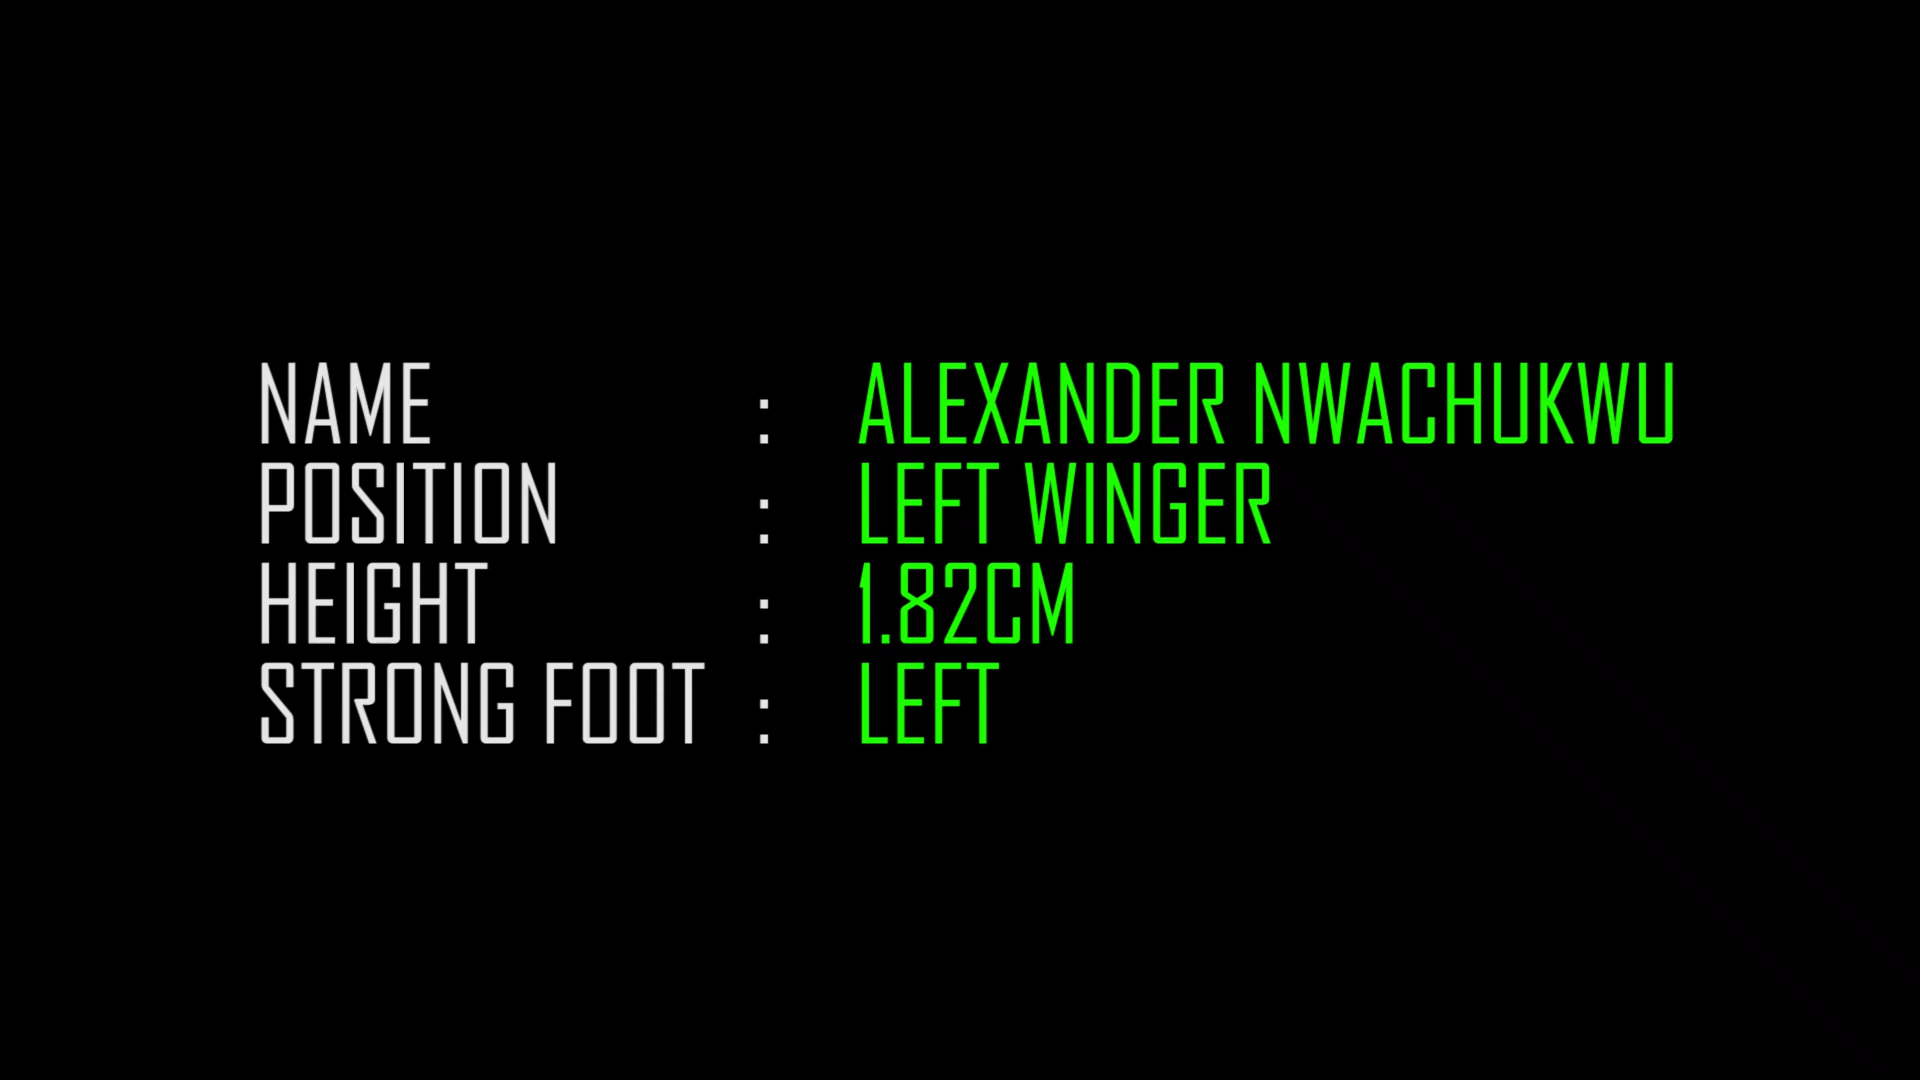 NAME : ALEXANDER NWACHUKWU
POSITION : LEFT WINGER
HEIGHT : 1.82CM
STRONG FOOT : LEFT